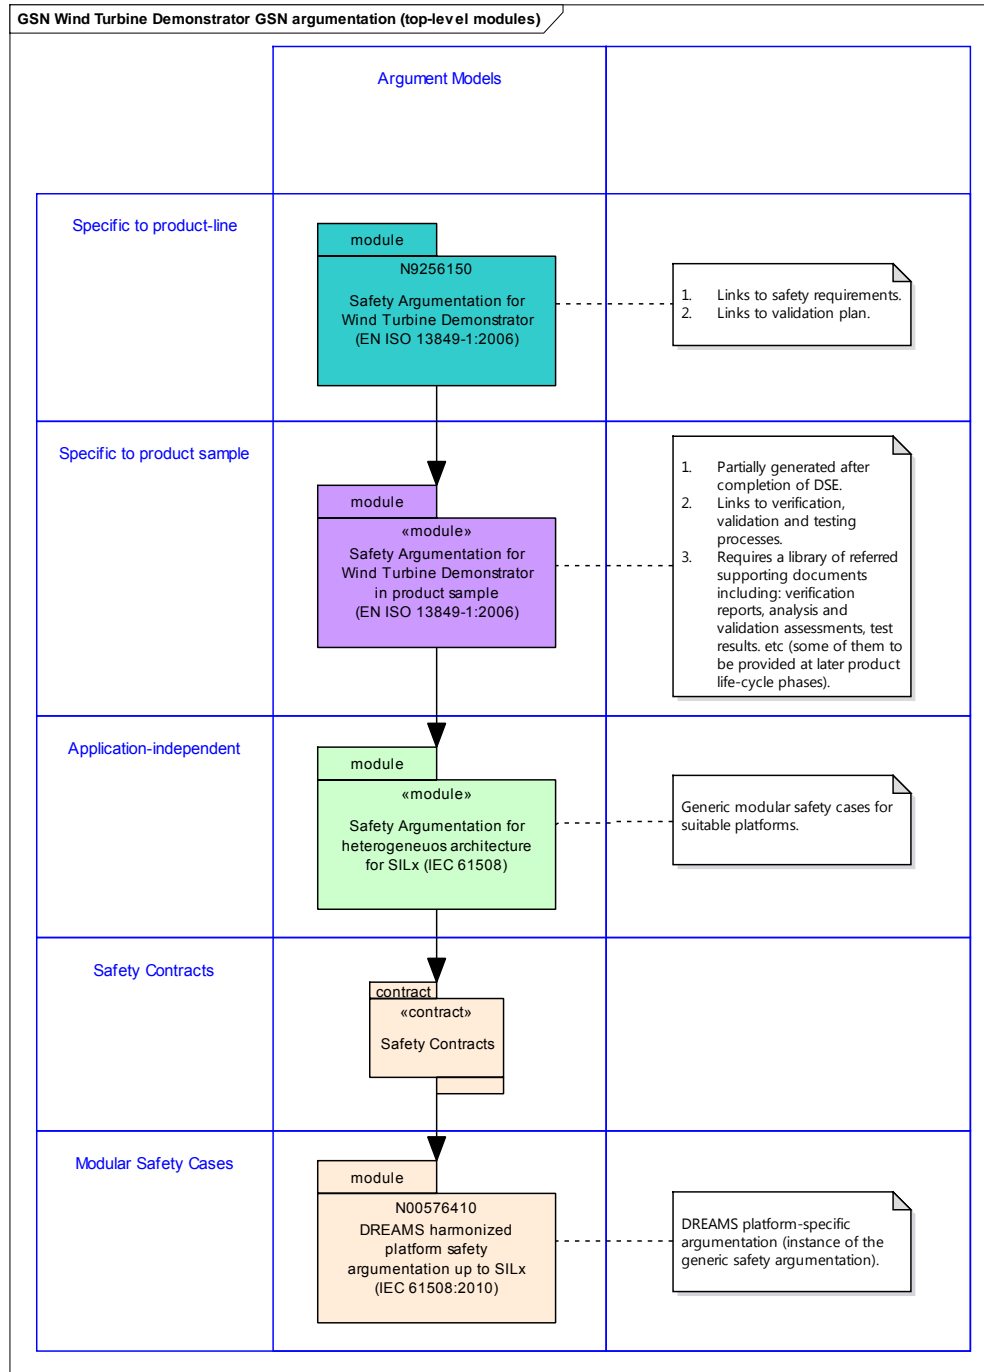 GSN Wind Turbine Demonstrator GSN argumentation (top-level modules)
Argument Models
Specific to product-line
module
N9256150
Safety Argumentation for
Wind Turbine Demonstrator
(EN ISO 13849-1:2006)
1. Links to safety requirements.
2. Links to validation plan.
Specific to product sample
module
«module»
Safety Argumentation for
Wind Turbine Demonstrator
in product sample
(EN ISO 13849-1:2006)
1. Partially generated after
completion of DSE.
2. Links to verification,
validation and testing
processes.
3. Requires a library of referred
supporting documents
including: verification
reports, analysis and
validation assessments, test
results. etc (some of them to
be provided at later product
life-cycle phases).
Application-independent
module
«module»
Safety Argumentation for
heterogeneuos architecture
for SILx (IEC 61508)
Generic modular safety cases for
suitable platforms.
Safety Contracts
contract
«contract»
Safety Contracts
Modular Safety Cases
module
N00576410
DREAMS harmonized
platform safety
argumentation up to SILx
(IEC 61508:2010)
DREAMS platform-specific
argumentation (instance of the
generic safety argumentation).